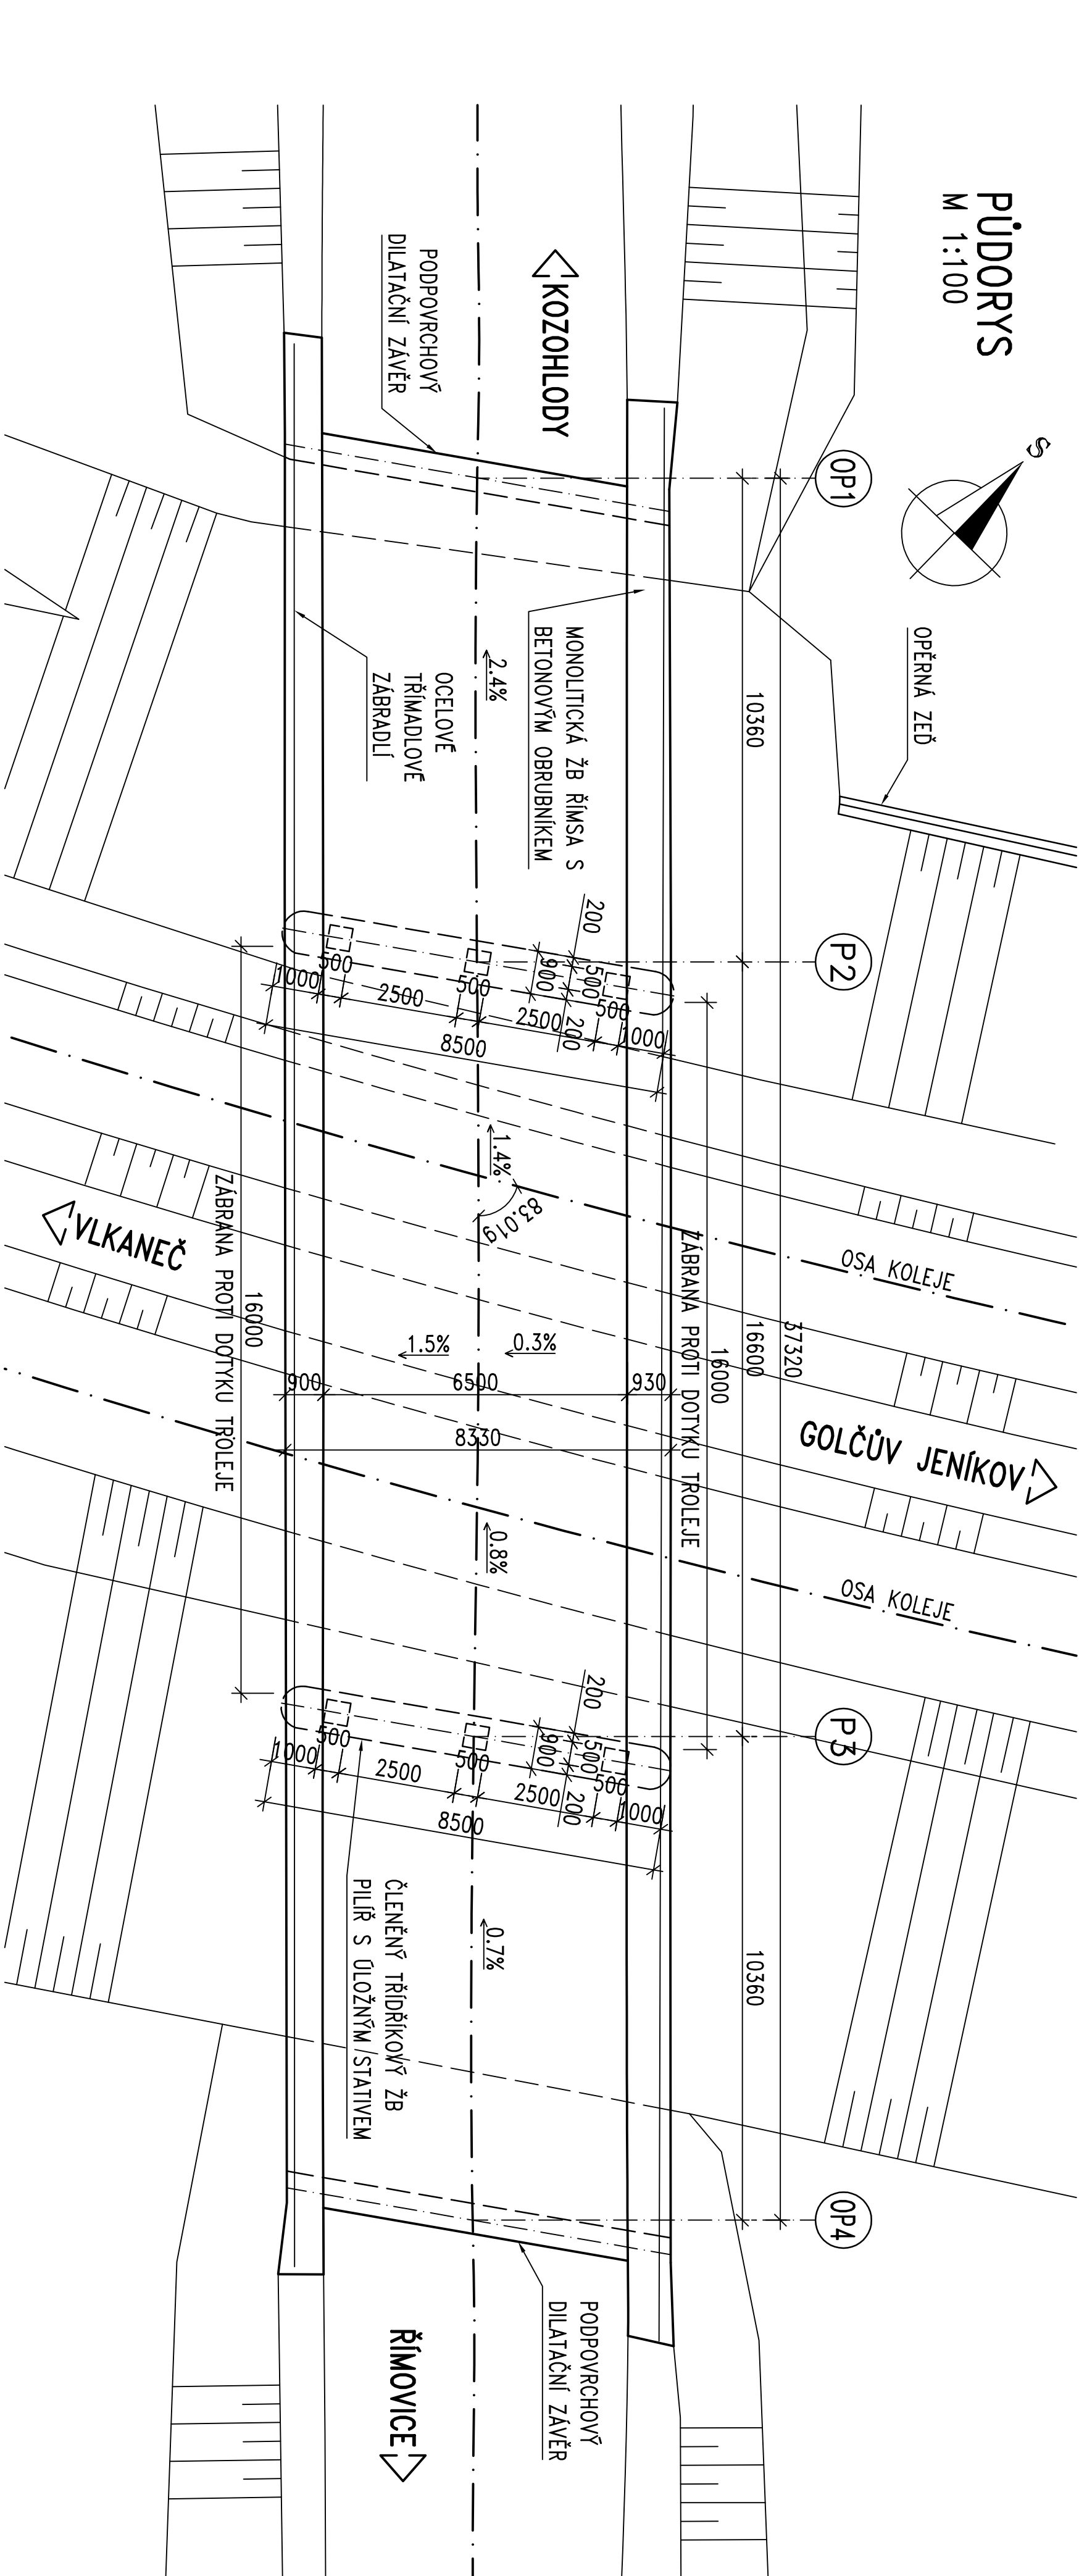 PŮDORYS
M 1:100
S
OP1
P2
P3
OP4
37320
10360
16600
10360
16000
16000
OPĚRNÁ ZEĎ
KOZOHLODY
PODPOVRCHOVÝ
DILATAČNÍ ZÁVĚR
MONOLITICKÁ ŽB ŘÍMSA S
BETONOVÝM OBRUBNÍKEM
OCELOVÉ
TŘÍMADLOVÉ
ZÁBRADLÍ
2.4%
200
900
500
200
500
500
500
1000
2500
2500
1000
8500
1.4%
83.019
OSA KOLEJE
ZÁBRANA PROTI DOTYKU TROLEJE
ZÁBRANA PROTI DOTYKU TROLEJE
VLKANEČ
GOLČŮV JENÍKOV
1.5%
0.3%
900
6500
930
8330
0.8%
OSA KOLEJE
200
900
500
200
500
500
500
1000
2500
2500
1000
8500
0.7%
ČLENĚNÝ TŘÍDŘÍKOVÝ ŽB
PILÍŘ S ÚLOŽNÝM STATIVEM
PODPOVRCHOVÝ
DILATAČNÍ ZÁVĚR
ŘÍMOVICE